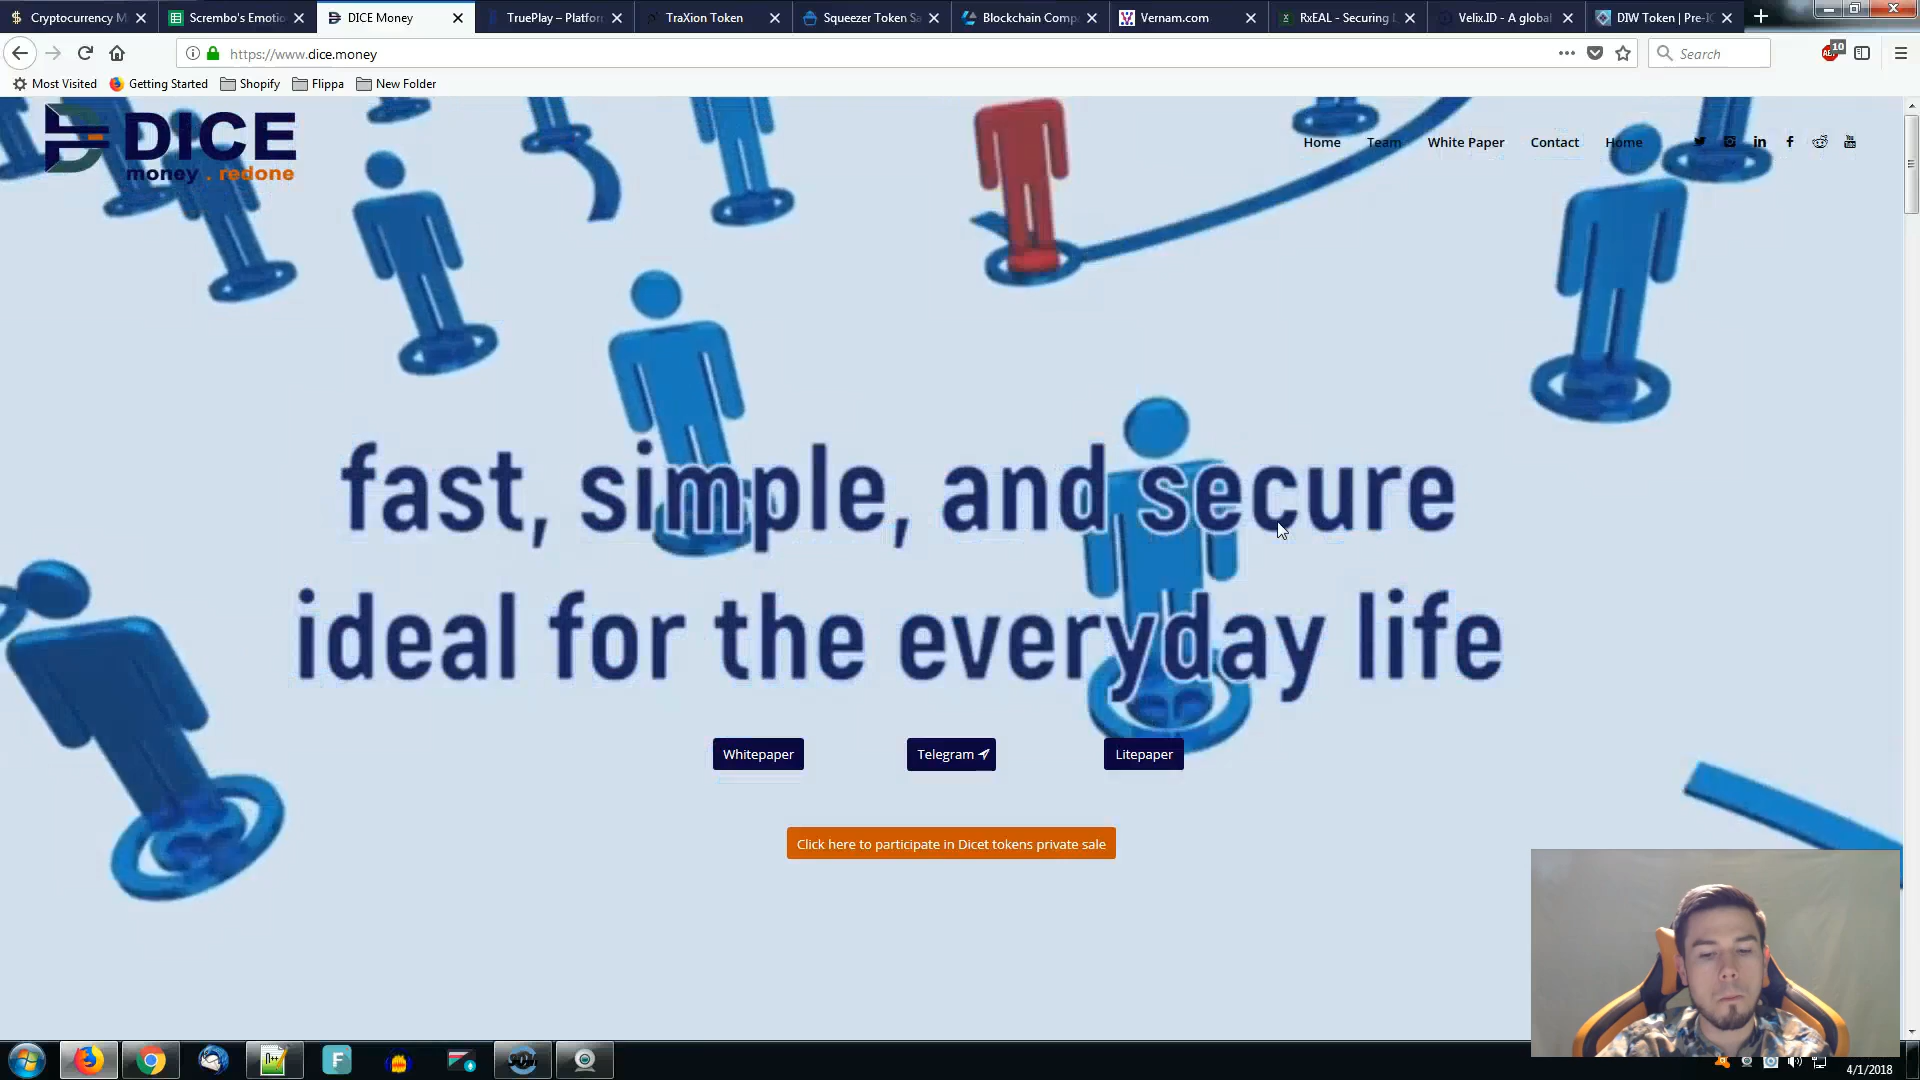 Cryptocurrency M
Scrembo's Emotio
DICE Money
TruePlay – Platfor
TraXion Token
Squeezer Token Sa
Blockchain Comp
Vernam.com
RxEAL - Securing
Velix.ID - A global
DIW Token | Pre-I
https://www.dice.money
Search
10
Most Visited
Getting Started
Shopify
Flippa
New Folder
DICE
money . redone
Home
Team
White Paper
Contact
Home
fast, simple, and secure
ideal for the everyday life
Whitepaper
Telegram
Litepaper
Click here to participate in Dicet tokens private sale
4/1/2018